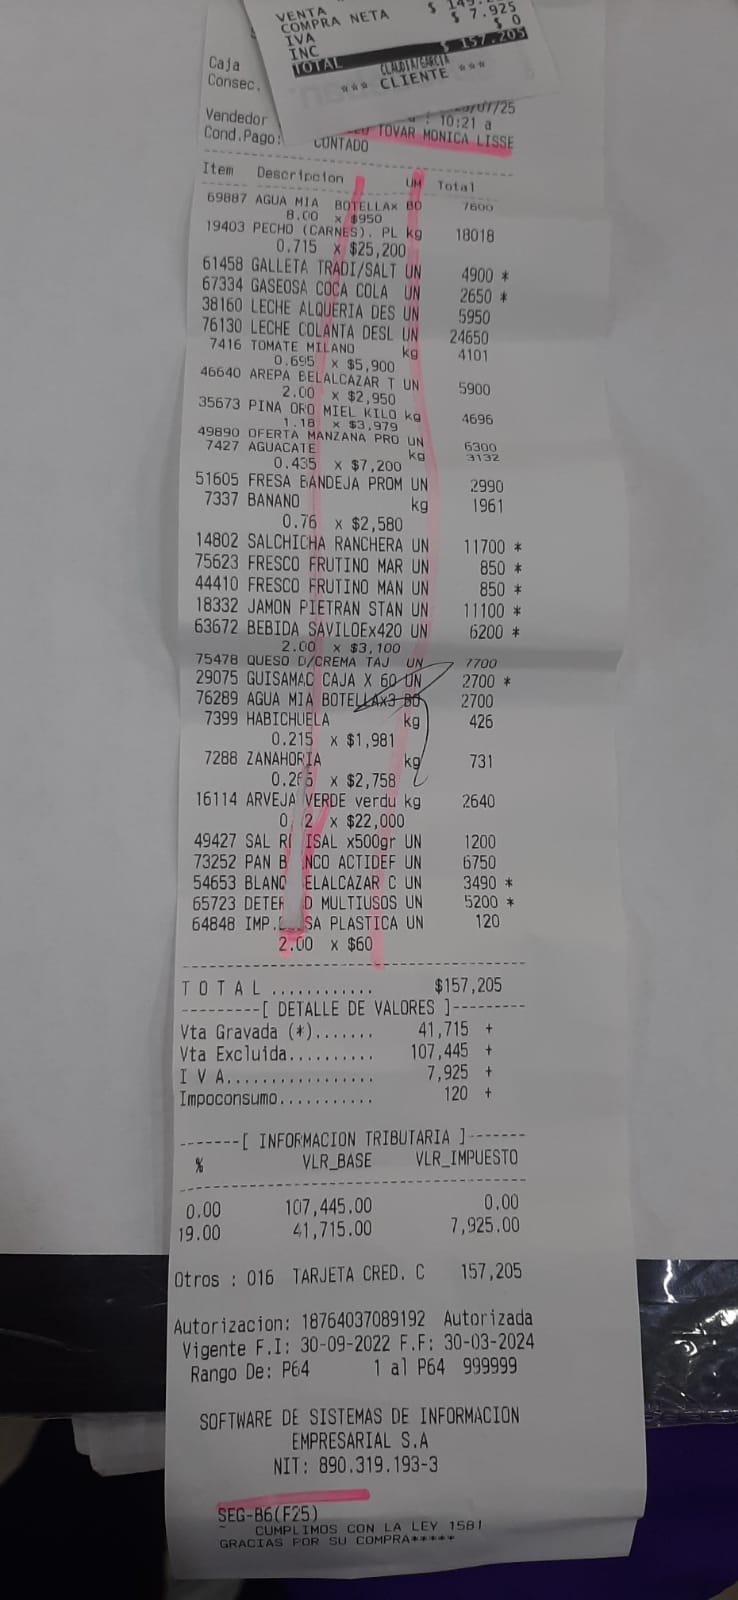 VENTA $ 149.
COMPRA NETA $ 7.925
IVA $ 0
INC
TOTAL $ 157.205
CLAUDIA/GARCIA
*** CLIENTE ***
Caja
Consec.
/07/25
Vendedor : 10:21 a
TOVAR MONICA LISSE
Cond.Pago: CONTADO
Item Descripcion UM Total
69887 AGUA MIA BOTELLAx BO 7600
8.00 x $950
19403 PECHO (CARNES). PL kg 18018
0.715 x $25,200
61458 GALLETA TRADI/SALT UN 4900 *
67334 GASEOSA COCA COLA UN 2650 *
38160 LECHE ALQUERIA DES UN 5950
76130 LECHE COLANTA DESL UN 24650
7416 TOMATE MILANO kg 4101
0.695 x $5,900
46640 AREPA BELALCAZAR T UN 5900
2.00 x $2,950
35673 PINA ORO MIEL KILO kg 4696
1.18 x $3,979
49890 OFERTA MANZANA PRO UN 6300
7427 AGUACATE kg 3132
0.435 x $7,200
51605 FRESA BANDEJA PROM UN 2990
7337 BANANO kg 1961
0.76 x $2,580
14802 SALCHICHA RANCHERA UN 11700 *
75623 FRESCO FRUTINO MAR UN 850 *
44410 FRESCO FRUTINO MAN UN 850 *
18332 JAMON PIETRAN STAN UN 11100 *
63672 BEBIDA SAVILOEx420 UN 6200 *
2.00 x $3,100
75478 QUESO D/CREMA TAJ UN 7700
29075 GUISAMAC CAJA X 60 UN 2700 *
76289 AGUA MIA BOTELLAx3 BO 2700
7399 HABICHUELA kg 426
0.215 x $1,981
7288 ZANAHORIA kg 731
0.265 x $2,758
16114 ARVEJA VERDE verdu kg 2640
0. 2 x $22,000
49427 SAL R ISAL x500gr UN 1200
73252 PAN B NCO ACTIDEF UN 6750
54653 BLANC ELALCAZAR C UN 3490 *
65723 DETER D MULTIUSOS UN 5200 *
64848 IMP. SA PLASTICA UN 120
2.00 x $60
T O T A L ............ $157,205
---------[ DETALLE DE VALORES ]---------
Vta Gravada (*)....... 41,715 +
Vta Excluida.......... 107,445 +
I V A................. 7,925 +
Impoconsumo........... 120 +
-------[ INFORMACION TRIBUTARIA ]-------
% VLR_BASE VLR_IMPUESTO
0.00 107,445.00 0.00
19.00 41,715.00 7,925.00
Otros : 016 TARJETA CRED. C 157,205
Autorizacion: 18764037089192 Autorizada
Vigente F.I: 30-09-2022 F.F: 30-03-2024
Rango De: P64 1 al P64 999999
SOFTWARE DE SISTEMAS DE INFORMACION
EMPRESARIAL S.A
NIT: 890.319.193-3
SEG-B6(F25)
CUMPLIMOS CON LA LEY 1581
GRACIAS POR SU COMPRA*****